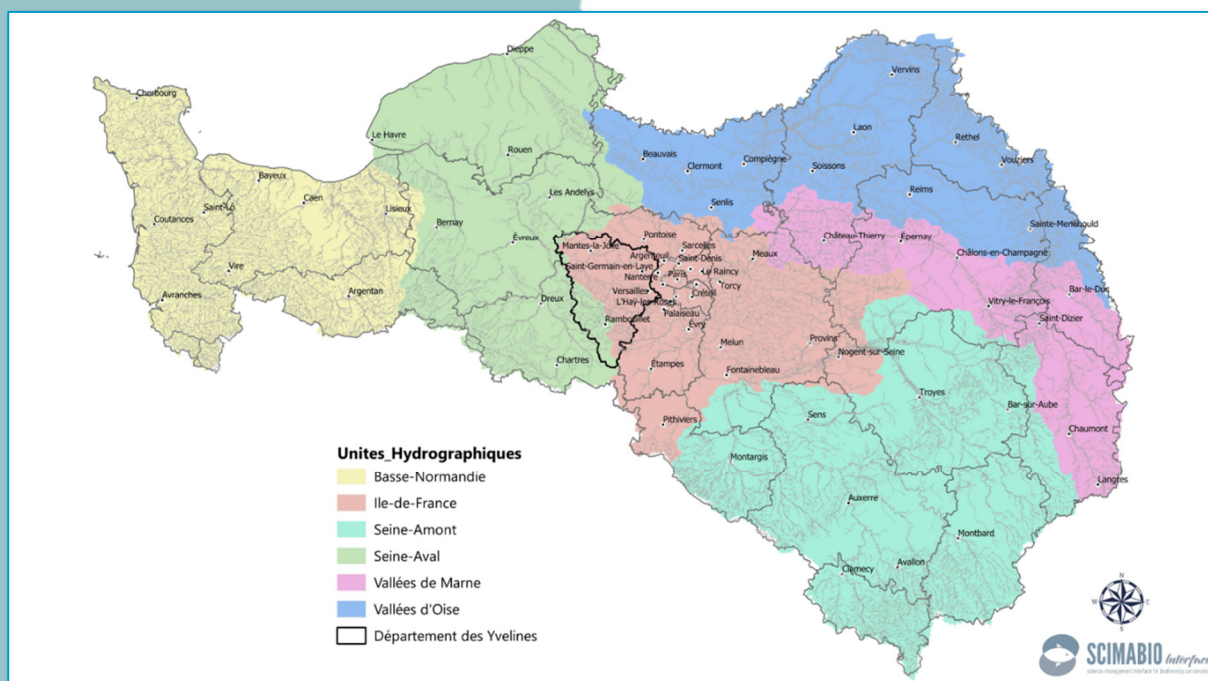 Dieppe
Vervins
Cherbourg
Laon
Rethel
Le Havre
Rouen
Beauvais
Clermont
Compiègne
Soissons
Vouziers
Bayeux
Caen
Les Andelys
Reims
Senlis
Saint-Lô
Lisieux
Coutances
Bernay
Évreux
Sainte-Menehould
Pontoise
Château-Thierry
Épernay
Mantes-la-Jolie
Sarcelles
Châlons-en-Champagne
Argenteuil
Saint-Denis
Meaux
Saint-Germain-en-Laye
Vire
Nanterre
Paris
Le Raincy
Torcy
Avranches
Argentan
Dreux
Versailles
Créteil
Bar-le-Duc
L'Haÿ-les-Roses
Vitry-le-François
Palaiseau
Rambouillet
Saint-Dizier
Évry
Melun
Provins
Chartres
Étampes
Nogent-sur-Seine
Fontainebleau
Troyes
Bar-sur-Aube
Pithiviers
Sens
Chaumont
Montargis
Langres
Auxerre
Montbard
Avallon
Clamecy
Unites_Hydrographiques
Basse-Normandie
Ile-de-France
Seine-Amont
Seine-Aval
Vallées de Marne
Vallées d'Oise
Département des Yvelines
N
W
E
S
SCIMABIO Interface